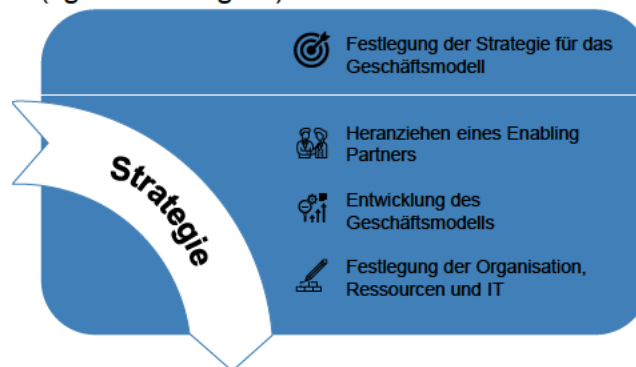 Festlegung der Strategie für das
Geschäftsmodell
Heranziehen eines Enabling
Partners
Strategie
Entwicklung des
Geschäftsmodells
Festlegung der Organisation,
Ressourcen und IT